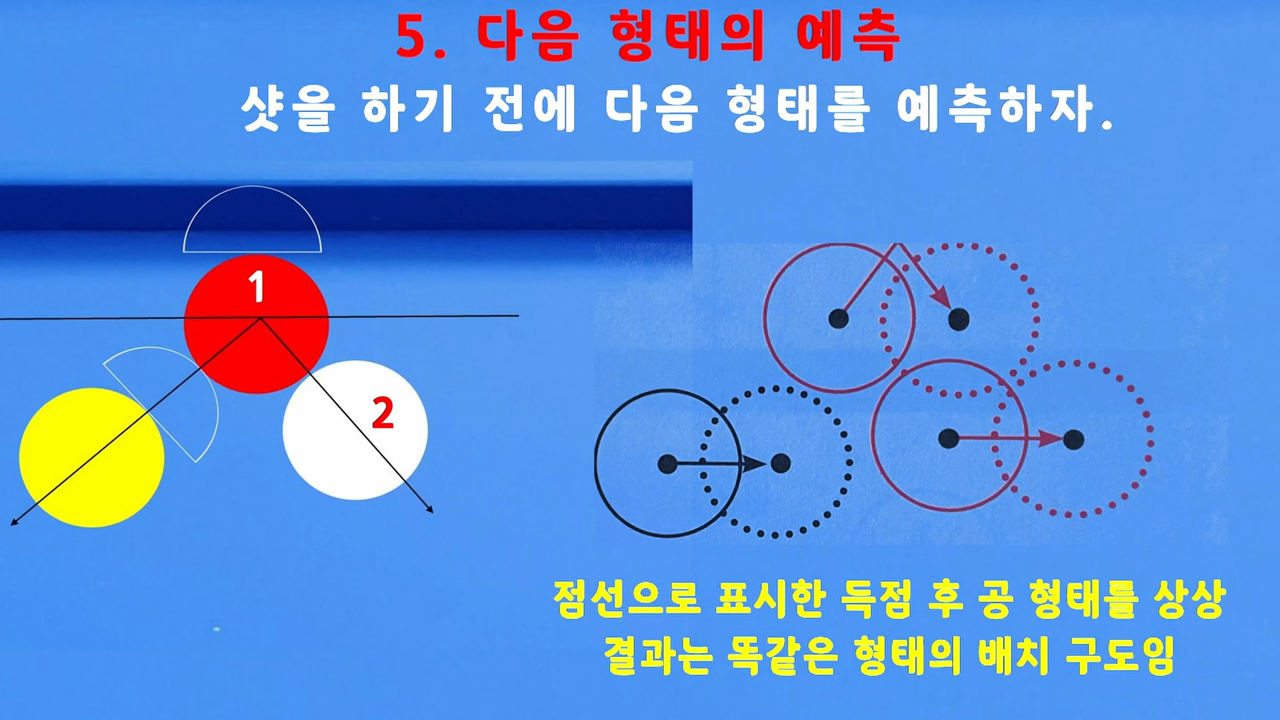 5. 다음 형태의 예측
샷을 하기 전에 다음 형태를 예측하자.
1
2
점선으로 표시한 득점 후 공 형태를 상상
결과는 똑같은 형태의 배치 구도임